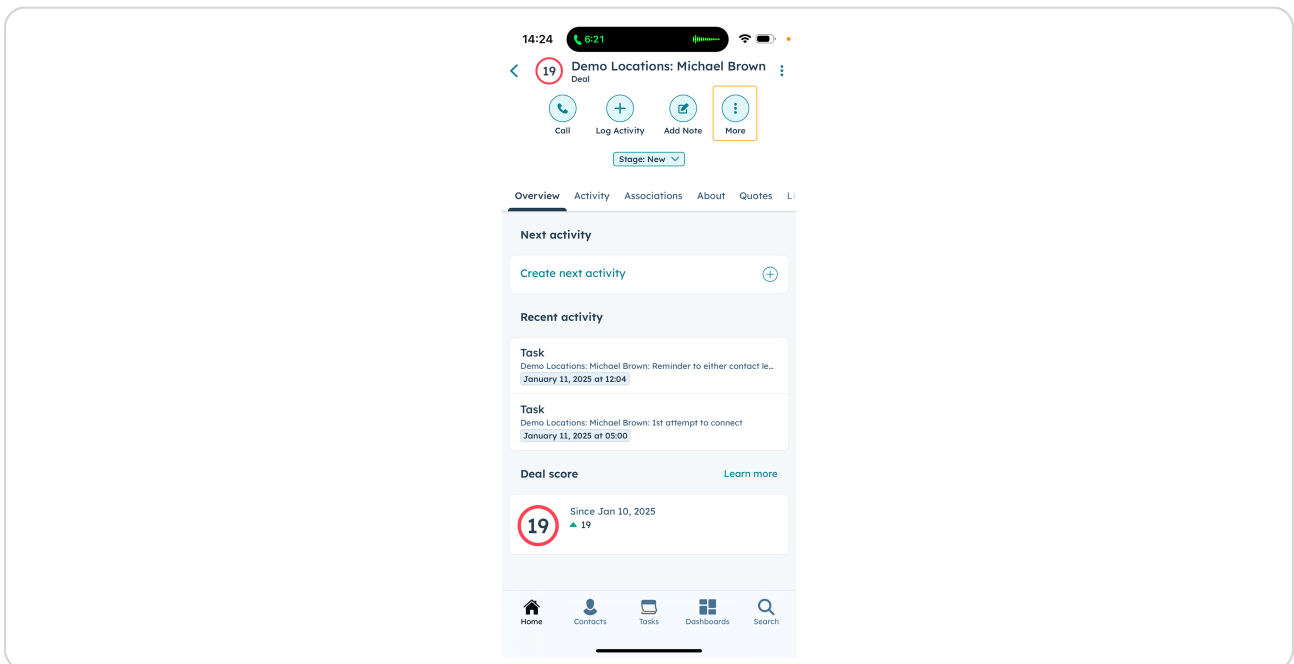 14:24 6:21
19 Demo Locations: Michael Brown
Deal
Call Log Activity Add Note More
Stage: New
Overview Activity Associations About Quotes Li
Next activity
Create next activity
Recent activity
Task
Demo Locations: Michael Brown: Reminder to either contact le...
January 11, 2025 at 12:04
Task
Demo Locations: Michael Brown: 1st attempt to connect
January 11, 2025 at 05:00
Deal score Learn more
19 Since Jan 10, 2025
19
Home Contacts Tasks Dashboards Search